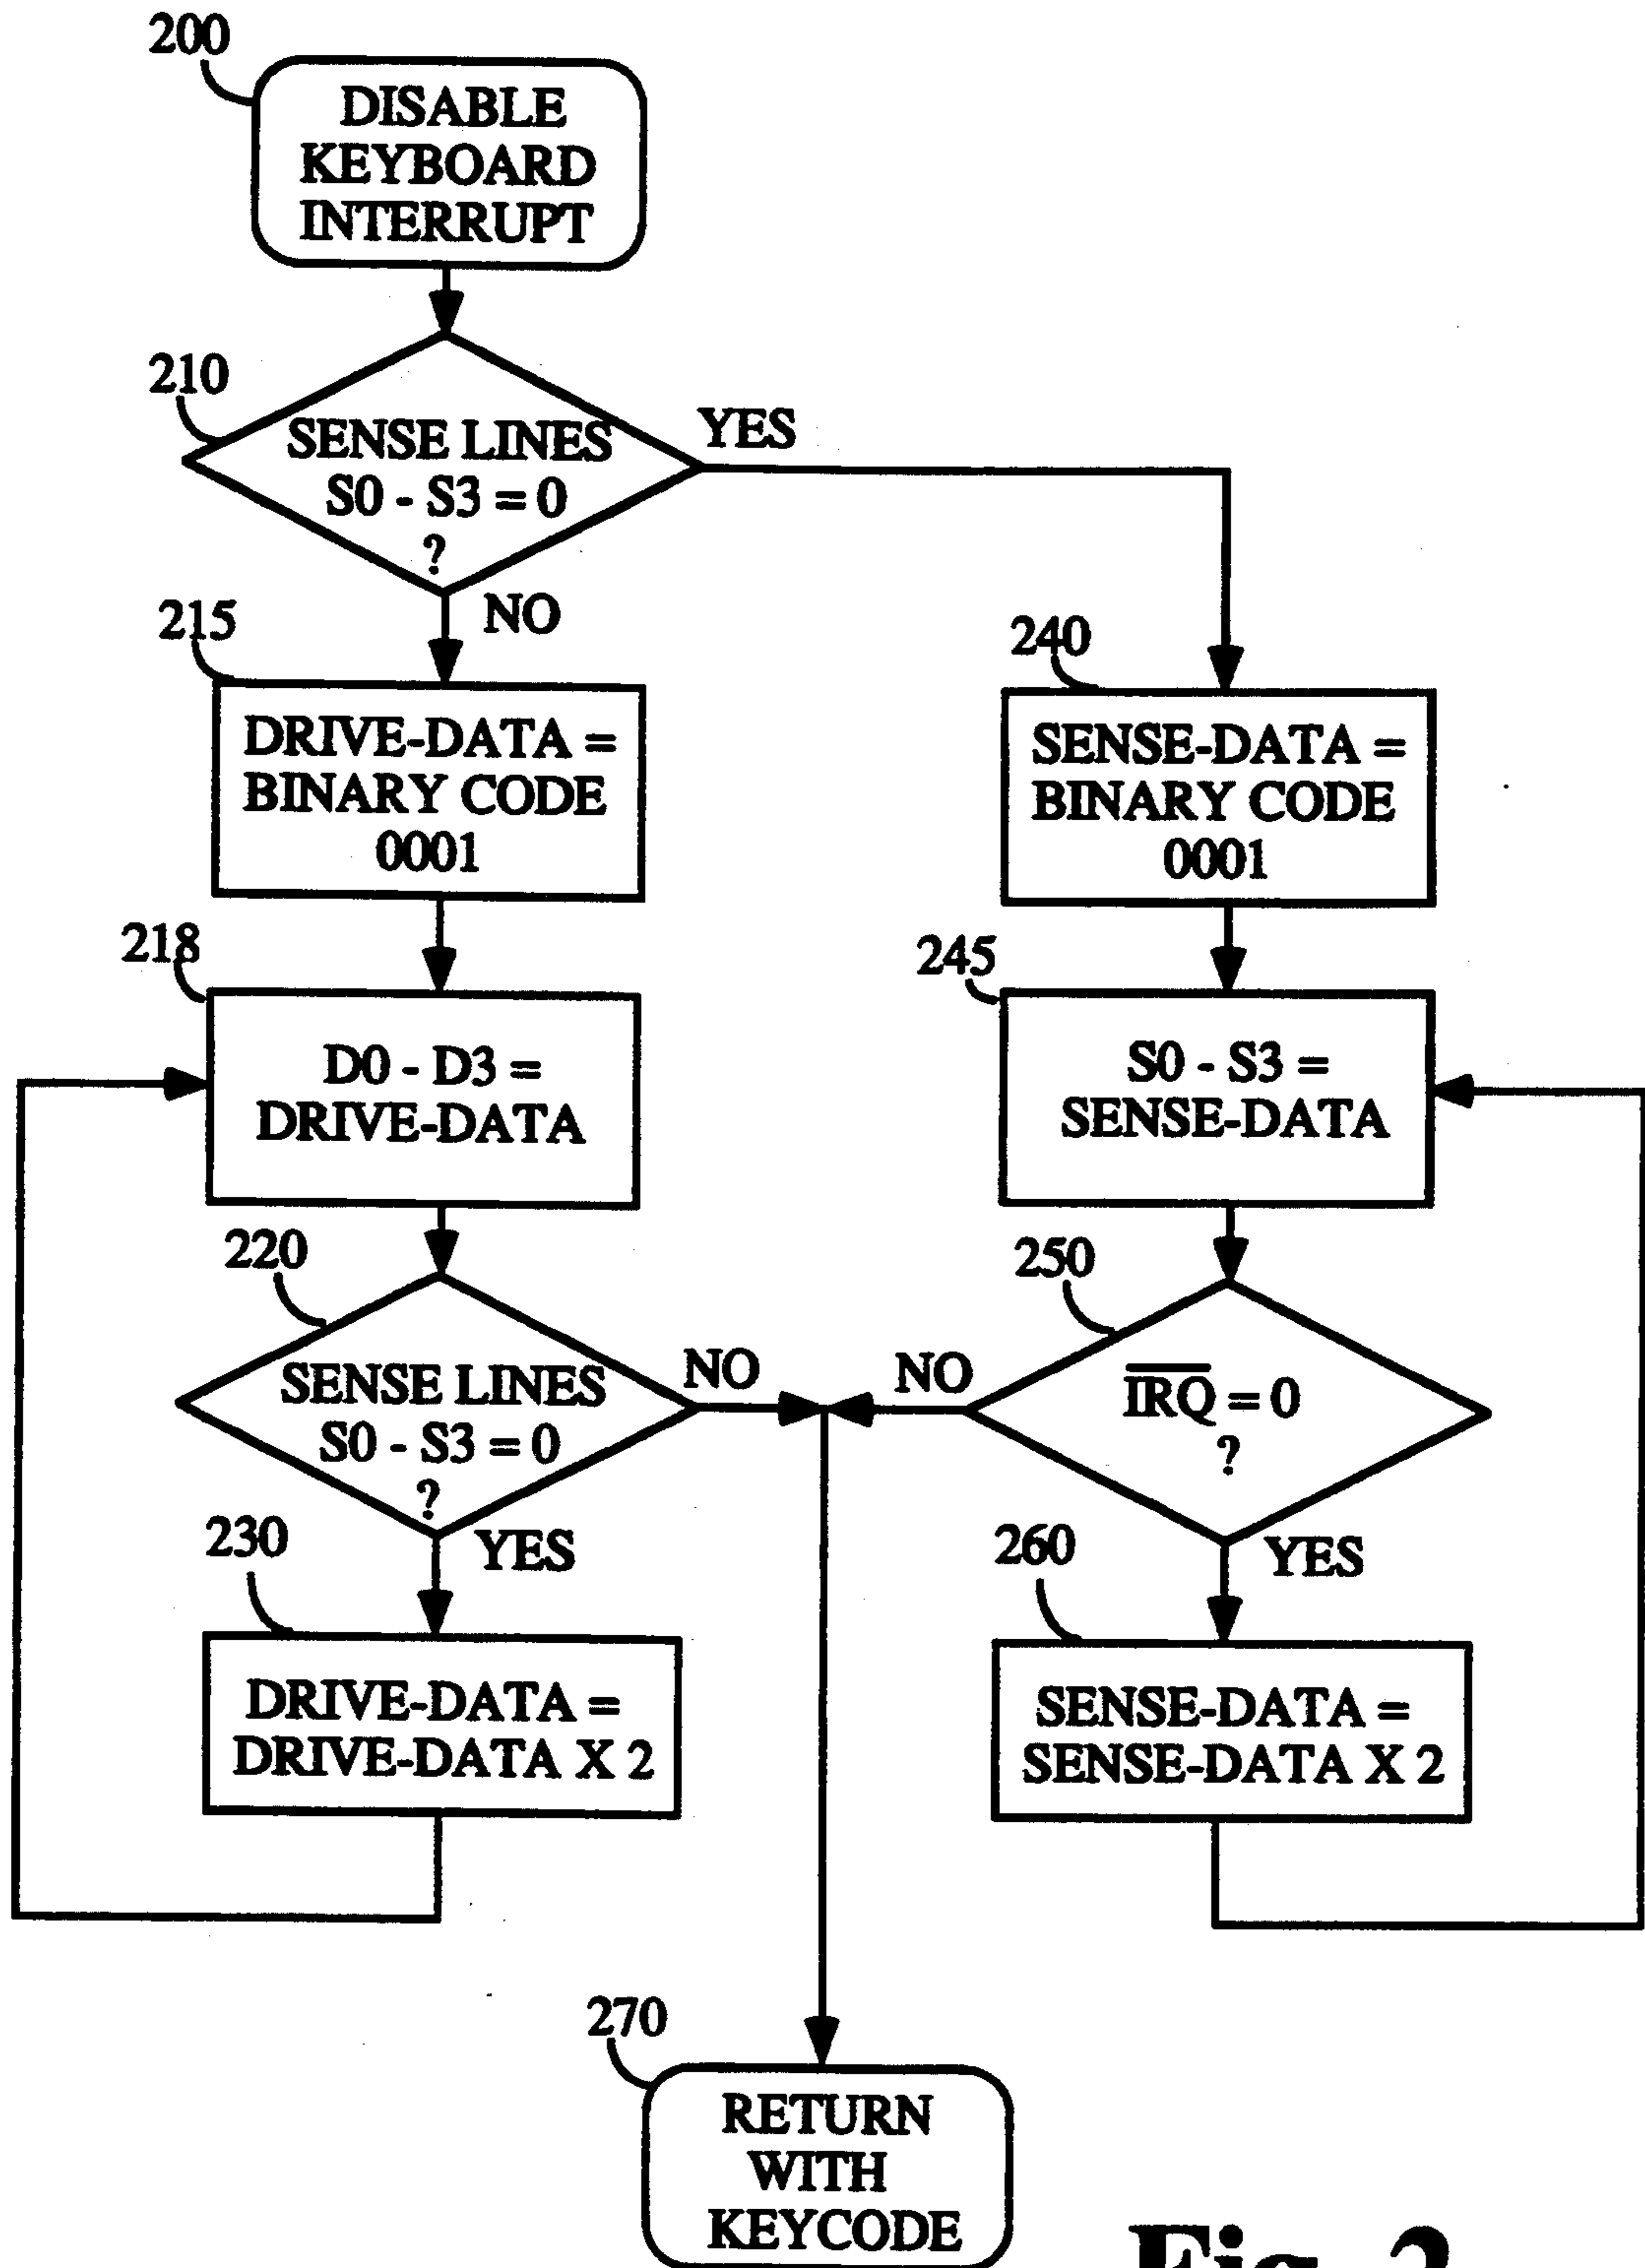 200
DISABLE
KEYBOARD
INTERRUPT
210
SENSE LINES
S0 - S3 = 0
?
YES
NO
215
DRIVE-DATA =
BINARY CODE
0001
240
SENSE-DATA =
BINARY CODE
0001
218
D0 - D3 =
DRIVE-DATA
245
S0 - S3 =
SENSE-DATA
220
SENSE LINES
S0 - S3 = 0
?
NO
YES
250
NO
I̅R̅Q̅ = 0
?
YES
230
DRIVE-DATA =
DRIVE-DATA X 2
260
SENSE-DATA =
SENSE-DATA X 2
270
RETURN
WITH
KEYCODE
Fig.